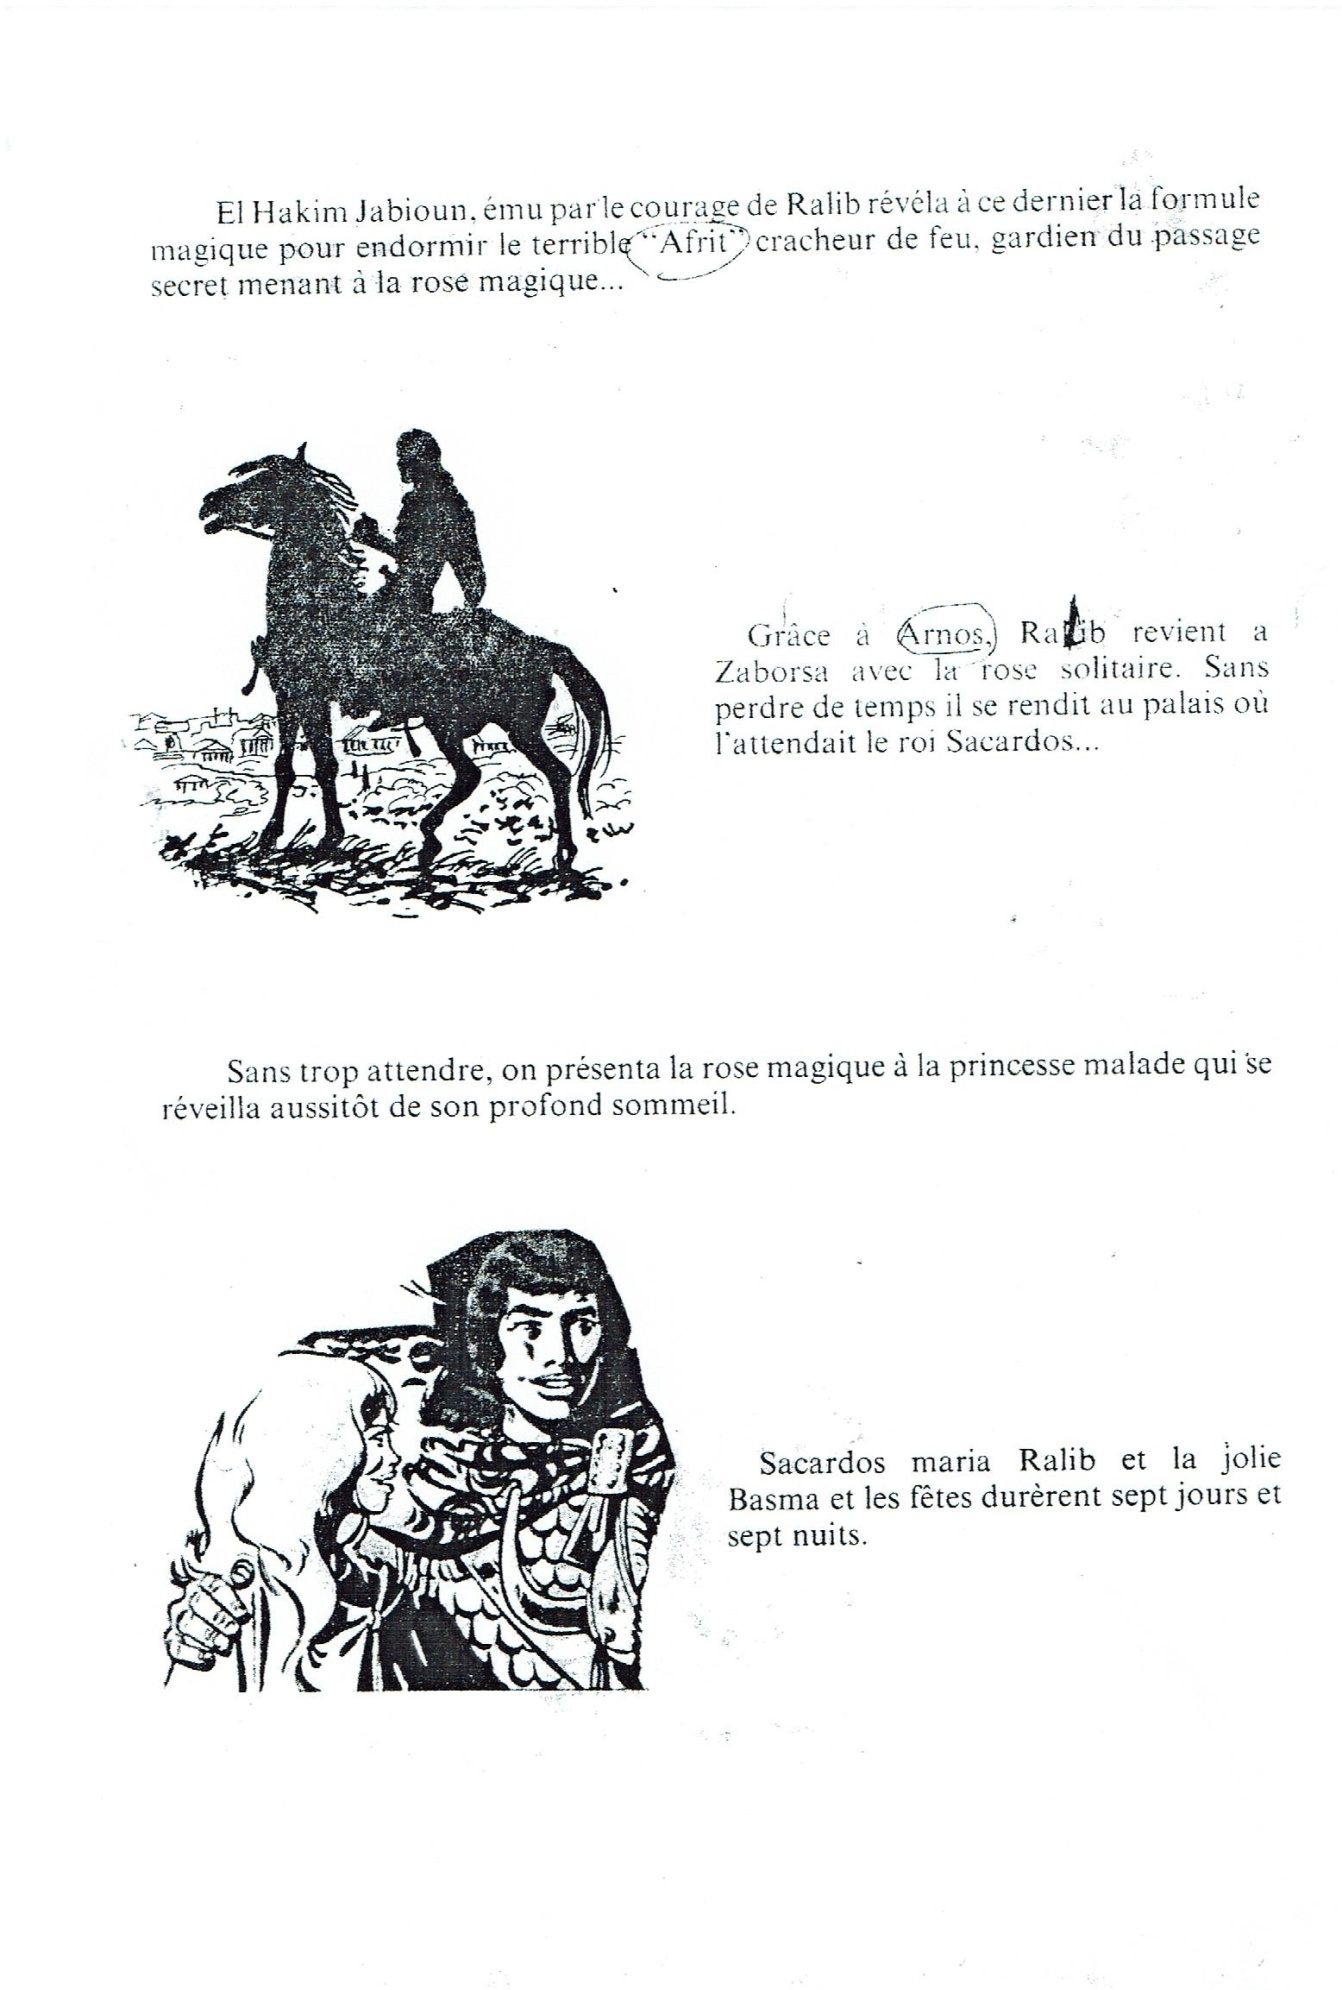 El Hakim Jabioun, ému par le courage de Ralib révéla à ce dernier la formule
magique pour endormir le terrible "Afrit" cracheur de feu, gardien du passage
secret menant à la rose magique...
Grâce à Arnos, Ralib revient a
Zaborsa avec la rose solitaire. Sans
perdre de temps il se rendit au palais où
l'attendait le roi Sacardos...
Sans trop attendre, on présenta la rose magique à la princesse malade qui se
réveilla aussitôt de son profond sommeil.
Sacardos maria Ralib et la jolie
Basma et les fêtes durèrent sept jours et
sept nuits.